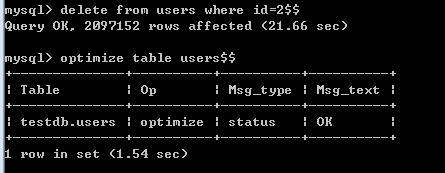 mysql> delete from users where id=2$$
Query OK, 2097152 rows affected (21.66 sec)
mysql> optimize table users$$
+--------------+----------+----------+----------+
| Table | Op | Msg_type | Msg_text |
+--------------+----------+----------+----------+
| testdb.users | optimize | status | OK |
+--------------+----------+----------+----------+
1 row in set (1.54 sec)